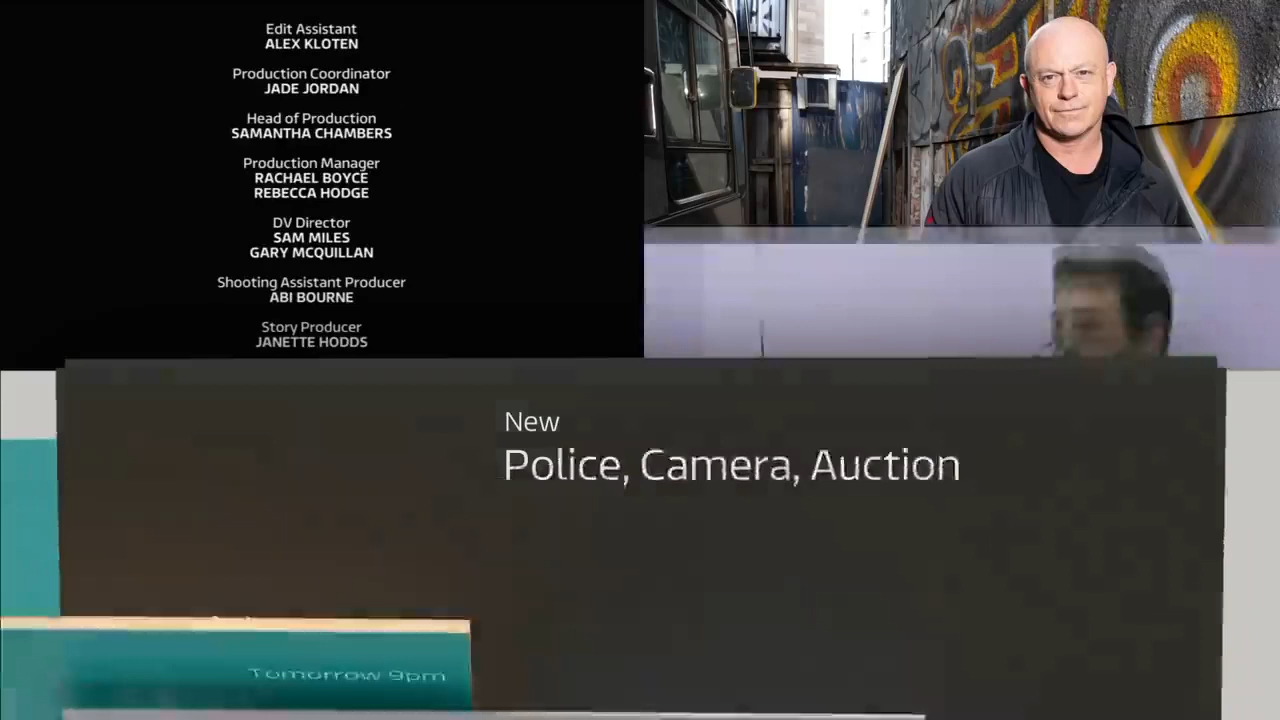 Edit Assistant
ALEX KLOTEN
Production Coordinator
JADE JORDAN
Head of Production
SAMANTHA CHAMBERS
Production Manager
RACHAEL BOYCE
REBECCA HODGE
DV Director
SAM MILES
GARY MCQUILLAN
Shooting Assistant Producer
ABI BOURNE
Story Producer
JANETTE HODDS
New
Police, Camera, Auction
Tomorrow 9pm